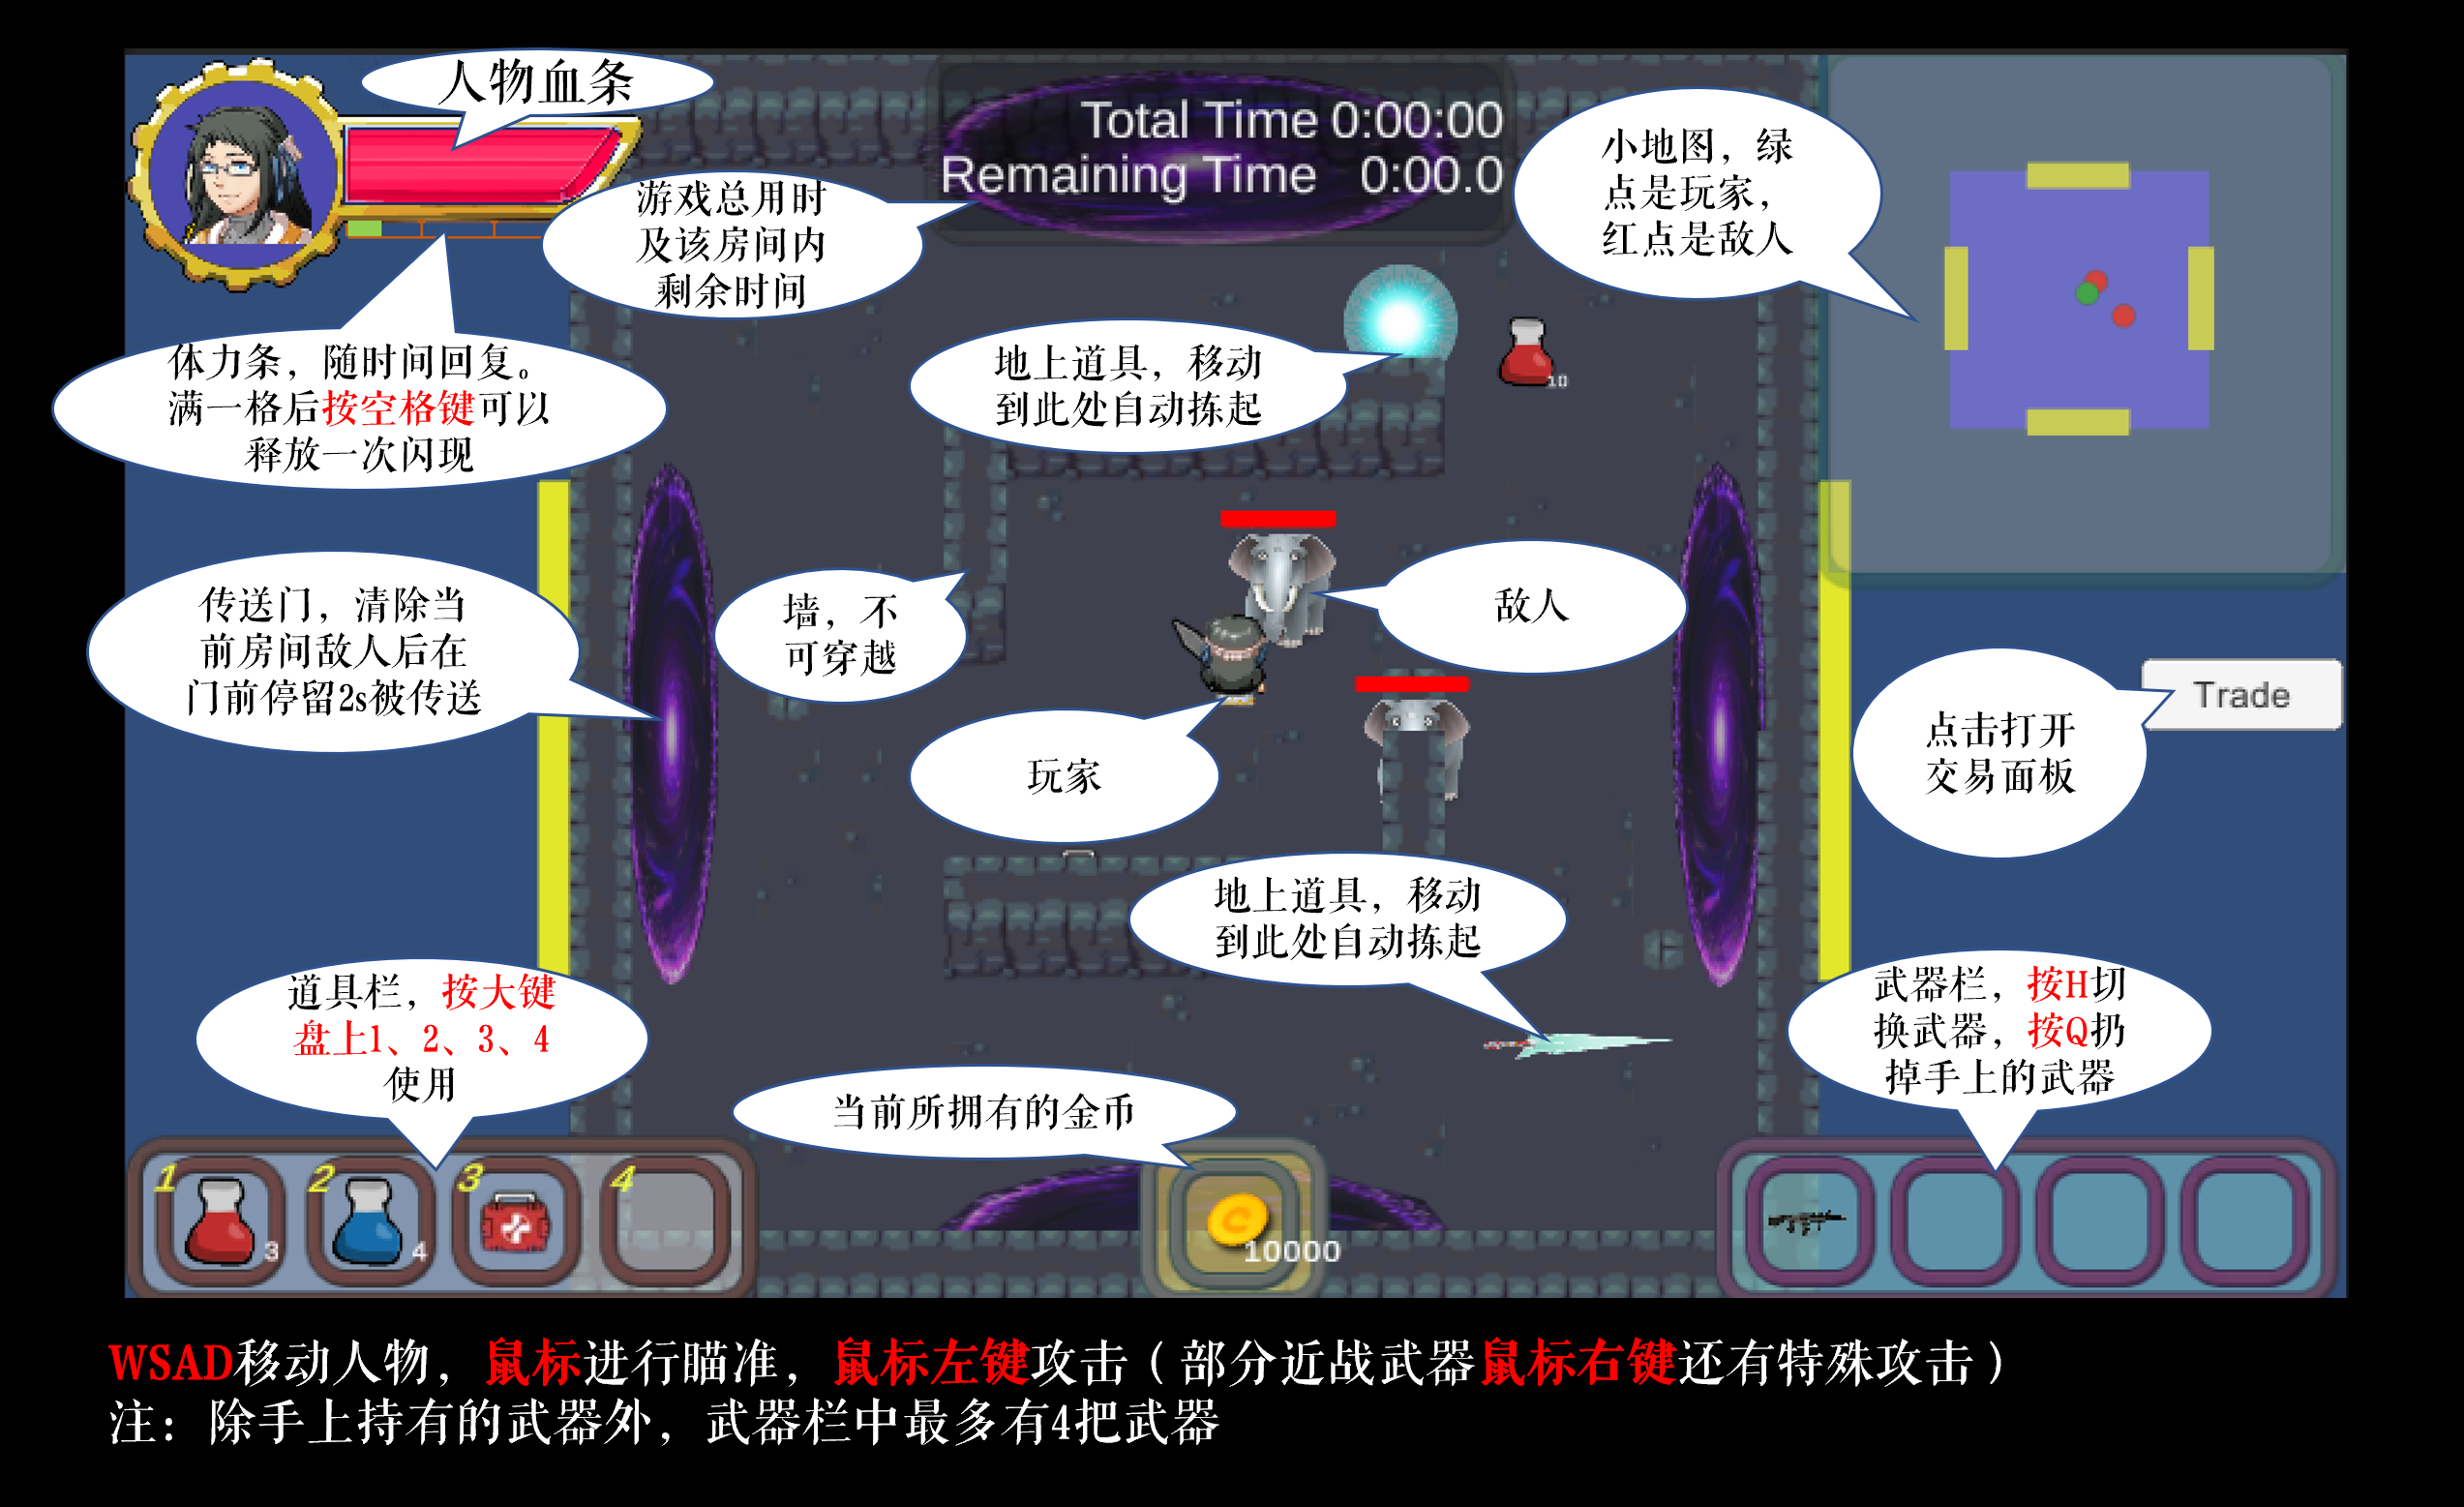 人物血条
Total Time 0:00:00
Remaining Time 0:00.0
游戏总用时
及该房间内
剩余时间
小地图，绿
点是玩家，
红点是敌人
体力条，随时间回复。
满一格后按空格键可以
释放一次闪现
地上道具，移动
到此处自动拣起
10
传送门，清除当
前房间敌人后在
门前停留2s被传送
墙，不
可穿越
敌人
玩家
Trade
点击打开
交易面板
地上道具，移动
到此处自动拣起
道具栏，按大键
盘上1、2、3、4
使用
当前所拥有的金币
武器栏，按H切
换武器，按Q扔
掉手上的武器
1
2
3
4
3
4
10000
WSAD移动人物，鼠标进行瞄准，鼠标左键攻击（部分近战武器鼠标右键还有特殊攻击）
注：除手上持有的武器外，武器栏中最多有4把武器